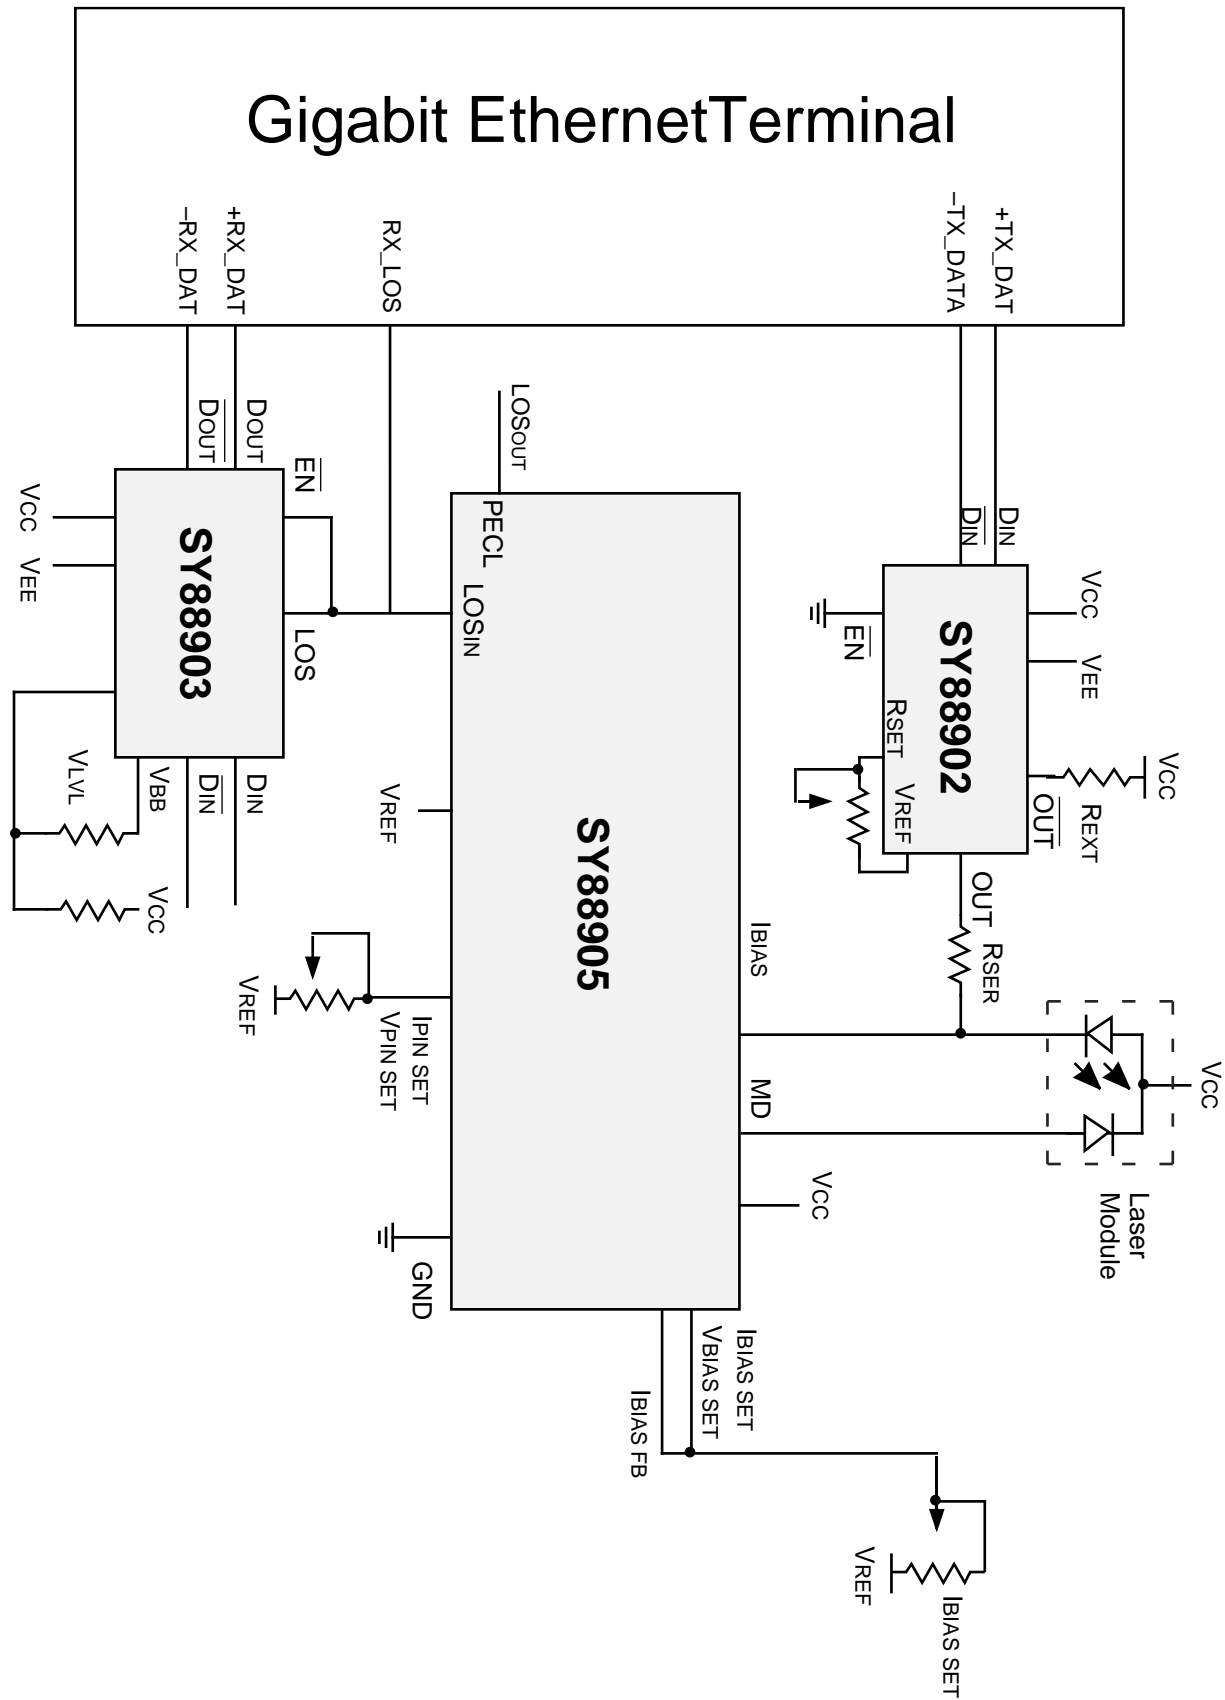 Gigabit EthernetTerminal
–RX_DAT
+RX_DAT
RX_LOS
–TX_DATA
+TX_DAT
DOUT
DOUT
EN
VCC
VEE
SY88903
LOS
VLVL
VBB
DIN
DIN
VCC
LOSOUT
PECL
LOSIN
SY88905
VREF
VREF
IPIN SET
VPIN SET
GND
IBIAS
MD
VCC
IBIAS SET
VBIAS SET
IBIAS FB
DIN
DIN
VCC
VEE
EN
SY88902
RSET
VREF
VCC
REXT
OUT
OUT
RSER
VCC
Laser
Module
VREF
IBIAS SET